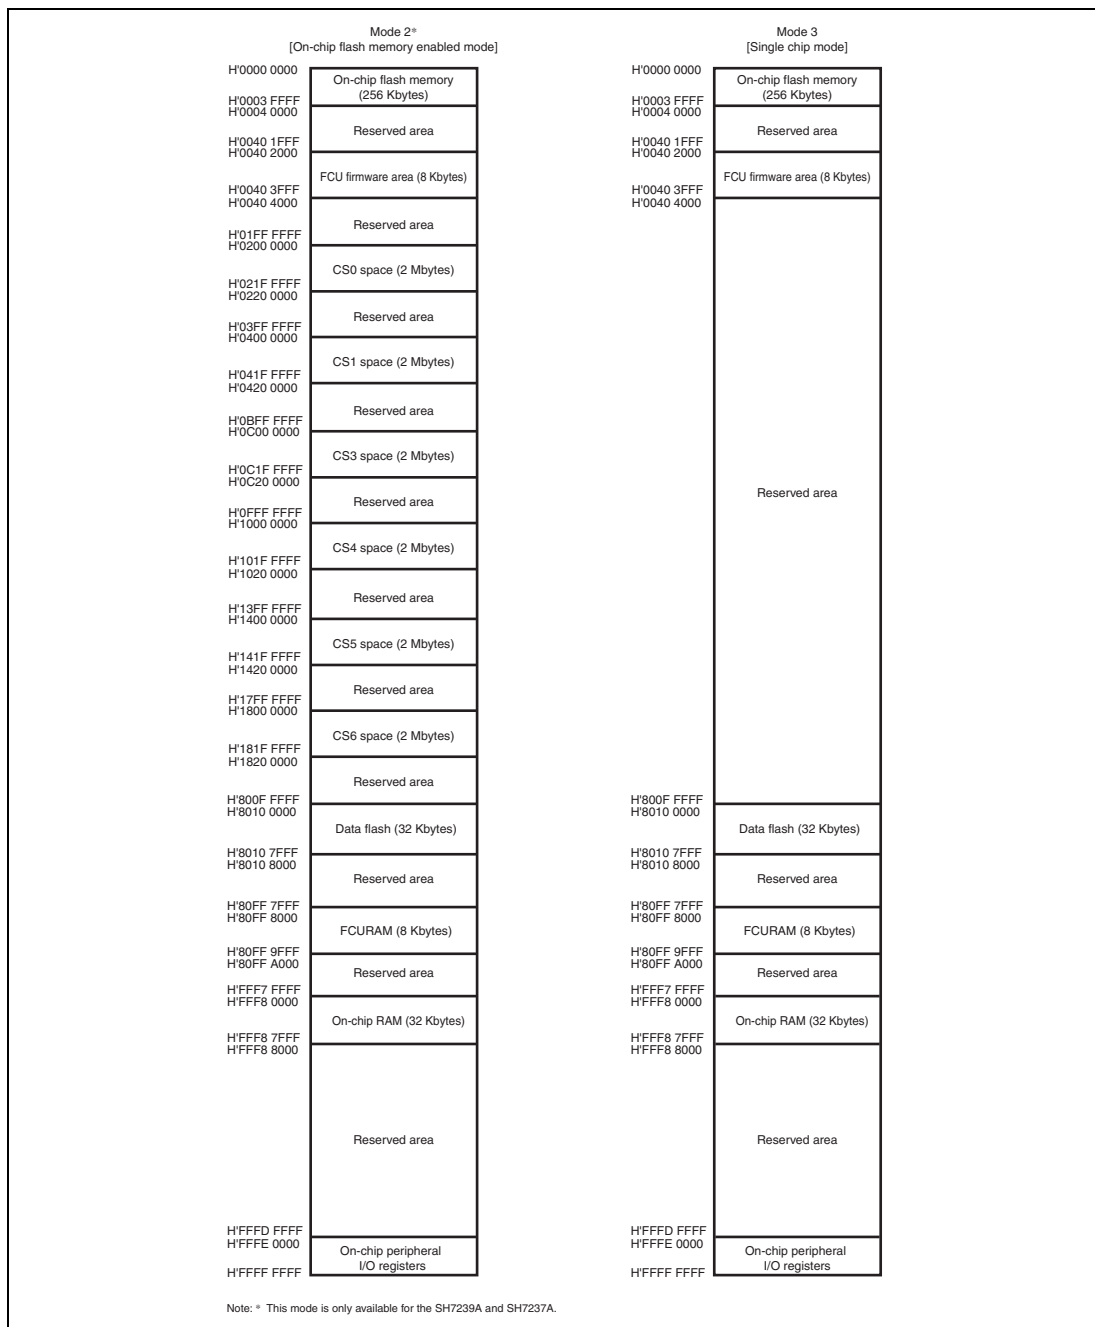 Mode 2*
[On-chip flash memory enabled mode]
H'0000 0000
On-chip flash memory
(256 Kbytes)
H'0003 FFFF
H'0004 0000
Reserved area
H'0040 1FFF
H'0040 2000
FCU firmware area (8 Kbytes)
H'0040 3FFF
H'0040 4000
Reserved area
H'01FF FFFF
H'0200 0000
CS0 space (2 Mbytes)
H'021F FFFF
H'0220 0000
Reserved area
H'03FF FFFF
H'0400 0000
CS1 space (2 Mbytes)
H'041F FFFF
H'0420 0000
Reserved area
H'0BFF FFFF
H'0C00 0000
CS3 space (2 Mbytes)
H'0C1F FFFF
H'0C20 0000
Reserved area
H'0FFF FFFF
H'1000 0000
CS4 space (2 Mbytes)
H'101F FFFF
H'1020 0000
Reserved area
H'13FF FFFF
H'1400 0000
CS5 space (2 Mbytes)
H'141F FFFF
H'1420 0000
Reserved area
H'17FF FFFF
H'1800 0000
CS6 space (2 Mbytes)
H'181F FFFF
H'1820 0000
Reserved area
H'800F FFFF
H'8010 0000
Data flash (32 Kbytes)
H'8010 7FFF
H'8010 8000
Reserved area
H'80FF 7FFF
H'80FF 8000
FCURAM (8 Kbytes)
H'80FF 9FFF
H'80FF A000
Reserved area
H'FFF7 FFFF
H'FFF8 0000
On-chip RAM (32 Kbytes)
H'FFF8 7FFF
H'FFF8 8000
Reserved area
H'FFFD FFFF
H'FFFE 0000
On-chip peripheral
I/O registers
H'FFFF FFFF
Mode 3
[Single chip mode]
H'0000 0000
On-chip flash memory
(256 Kbytes)
H'0003 FFFF
H'0004 0000
Reserved area
H'0040 1FFF
H'0040 2000
FCU firmware area (8 Kbytes)
H'0040 3FFF
H'0040 4000
Reserved area
H'800F FFFF
H'8010 0000
Data flash (32 Kbytes)
H'8010 7FFF
H'8010 8000
Reserved area
H'80FF 7FFF
H'80FF 8000
FCURAM (8 Kbytes)
H'80FF 9FFF
H'80FF A000
Reserved area
H'FFF7 FFFF
H'FFF8 0000
On-chip RAM (32 Kbytes)
H'FFF8 7FFF
H'FFF8 8000
Reserved area
H'FFFD FFFF
H'FFFE 0000
On-chip peripheral
I/O registers
H'FFFF FFFF
Note: * This mode is only available for the SH7239A and SH7237A.